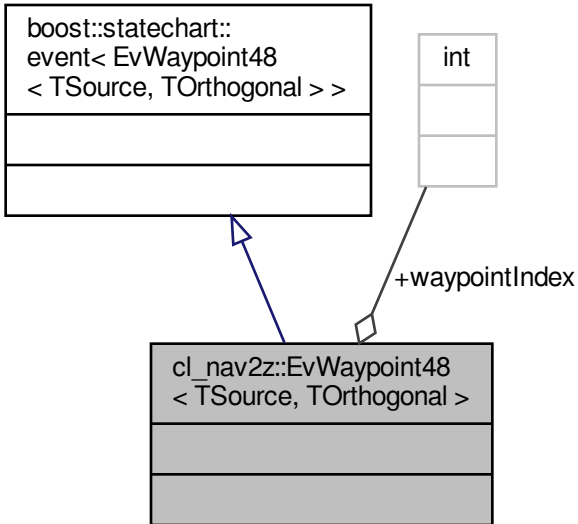 boost::statechart::
event< EvWaypoint48
< TSource, TOrthogonal > >
int
+waypointIndex
cl_nav2z::EvWaypoint48
< TSource, TOrthogonal >